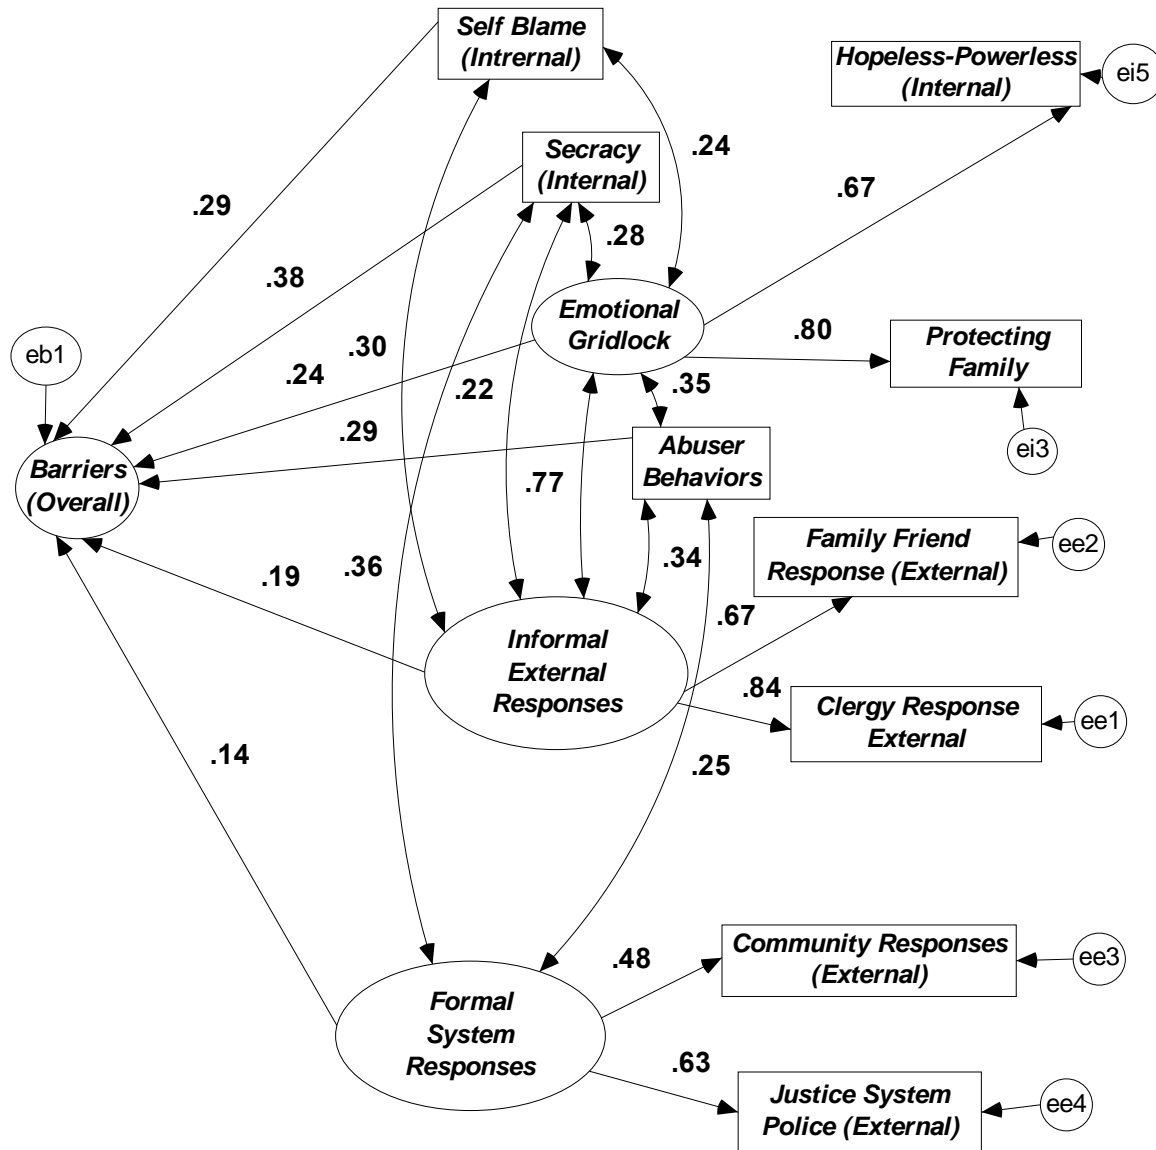 Self Blame
(Intrernal)
Hopeless-Powerless
(Internal)
ei5
Secracy
(Internal)
.24
.67
.29
.28
.38
Emotional
Gridlock
.80
Protecting
Family
eb1
.30
.24
.22
.35
.29
Abuser
Behaviors
ei3
Barriers
(Overall)
.77
Family Friend
Response (External)
ee2
.19
.36
.34
.67
Informal
External
Responses
.84
Clergy Response
External
ee1
.14
.25
Community Responses
(External)
ee3
.48
Formal
System
Responses
.63
Justice System
Police (External)
ee4